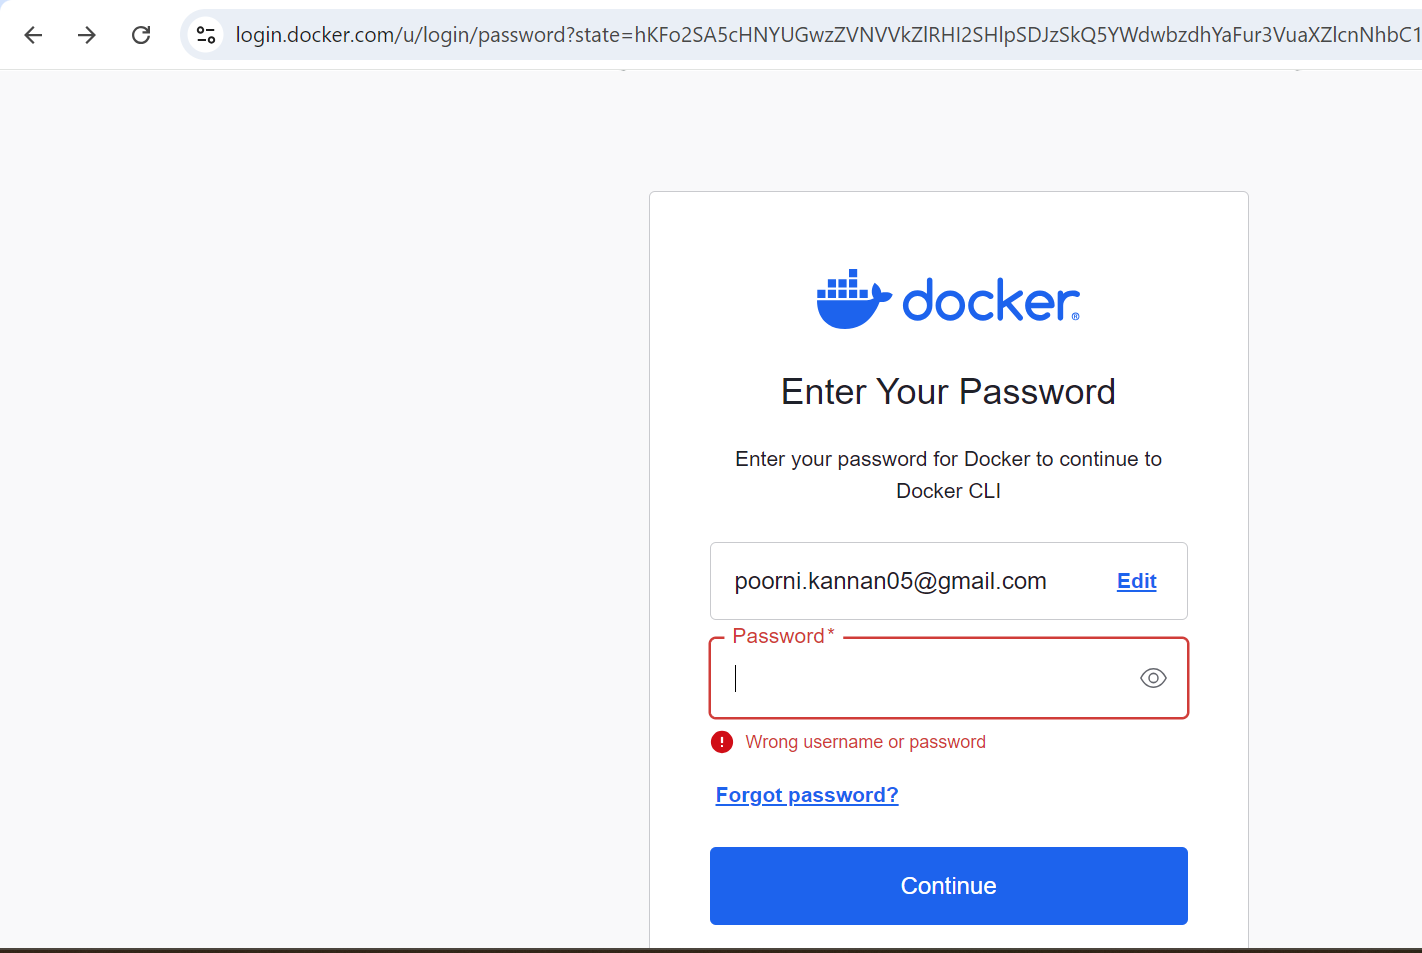 login.docker.com/u/login/password?state=hKFo2SA5cHNYUGwzZVNVVkZlRHI2SHlpSDJzSkQ5YWdwbzdhYaFur3VuaXZlcnNhbC1
docker®
Enter Your Password
Enter your password for Docker to continue to
Docker CLI
poorni.kannan05@gmail.com Edit
Password*
Wrong username or password
Forgot password?
Continue